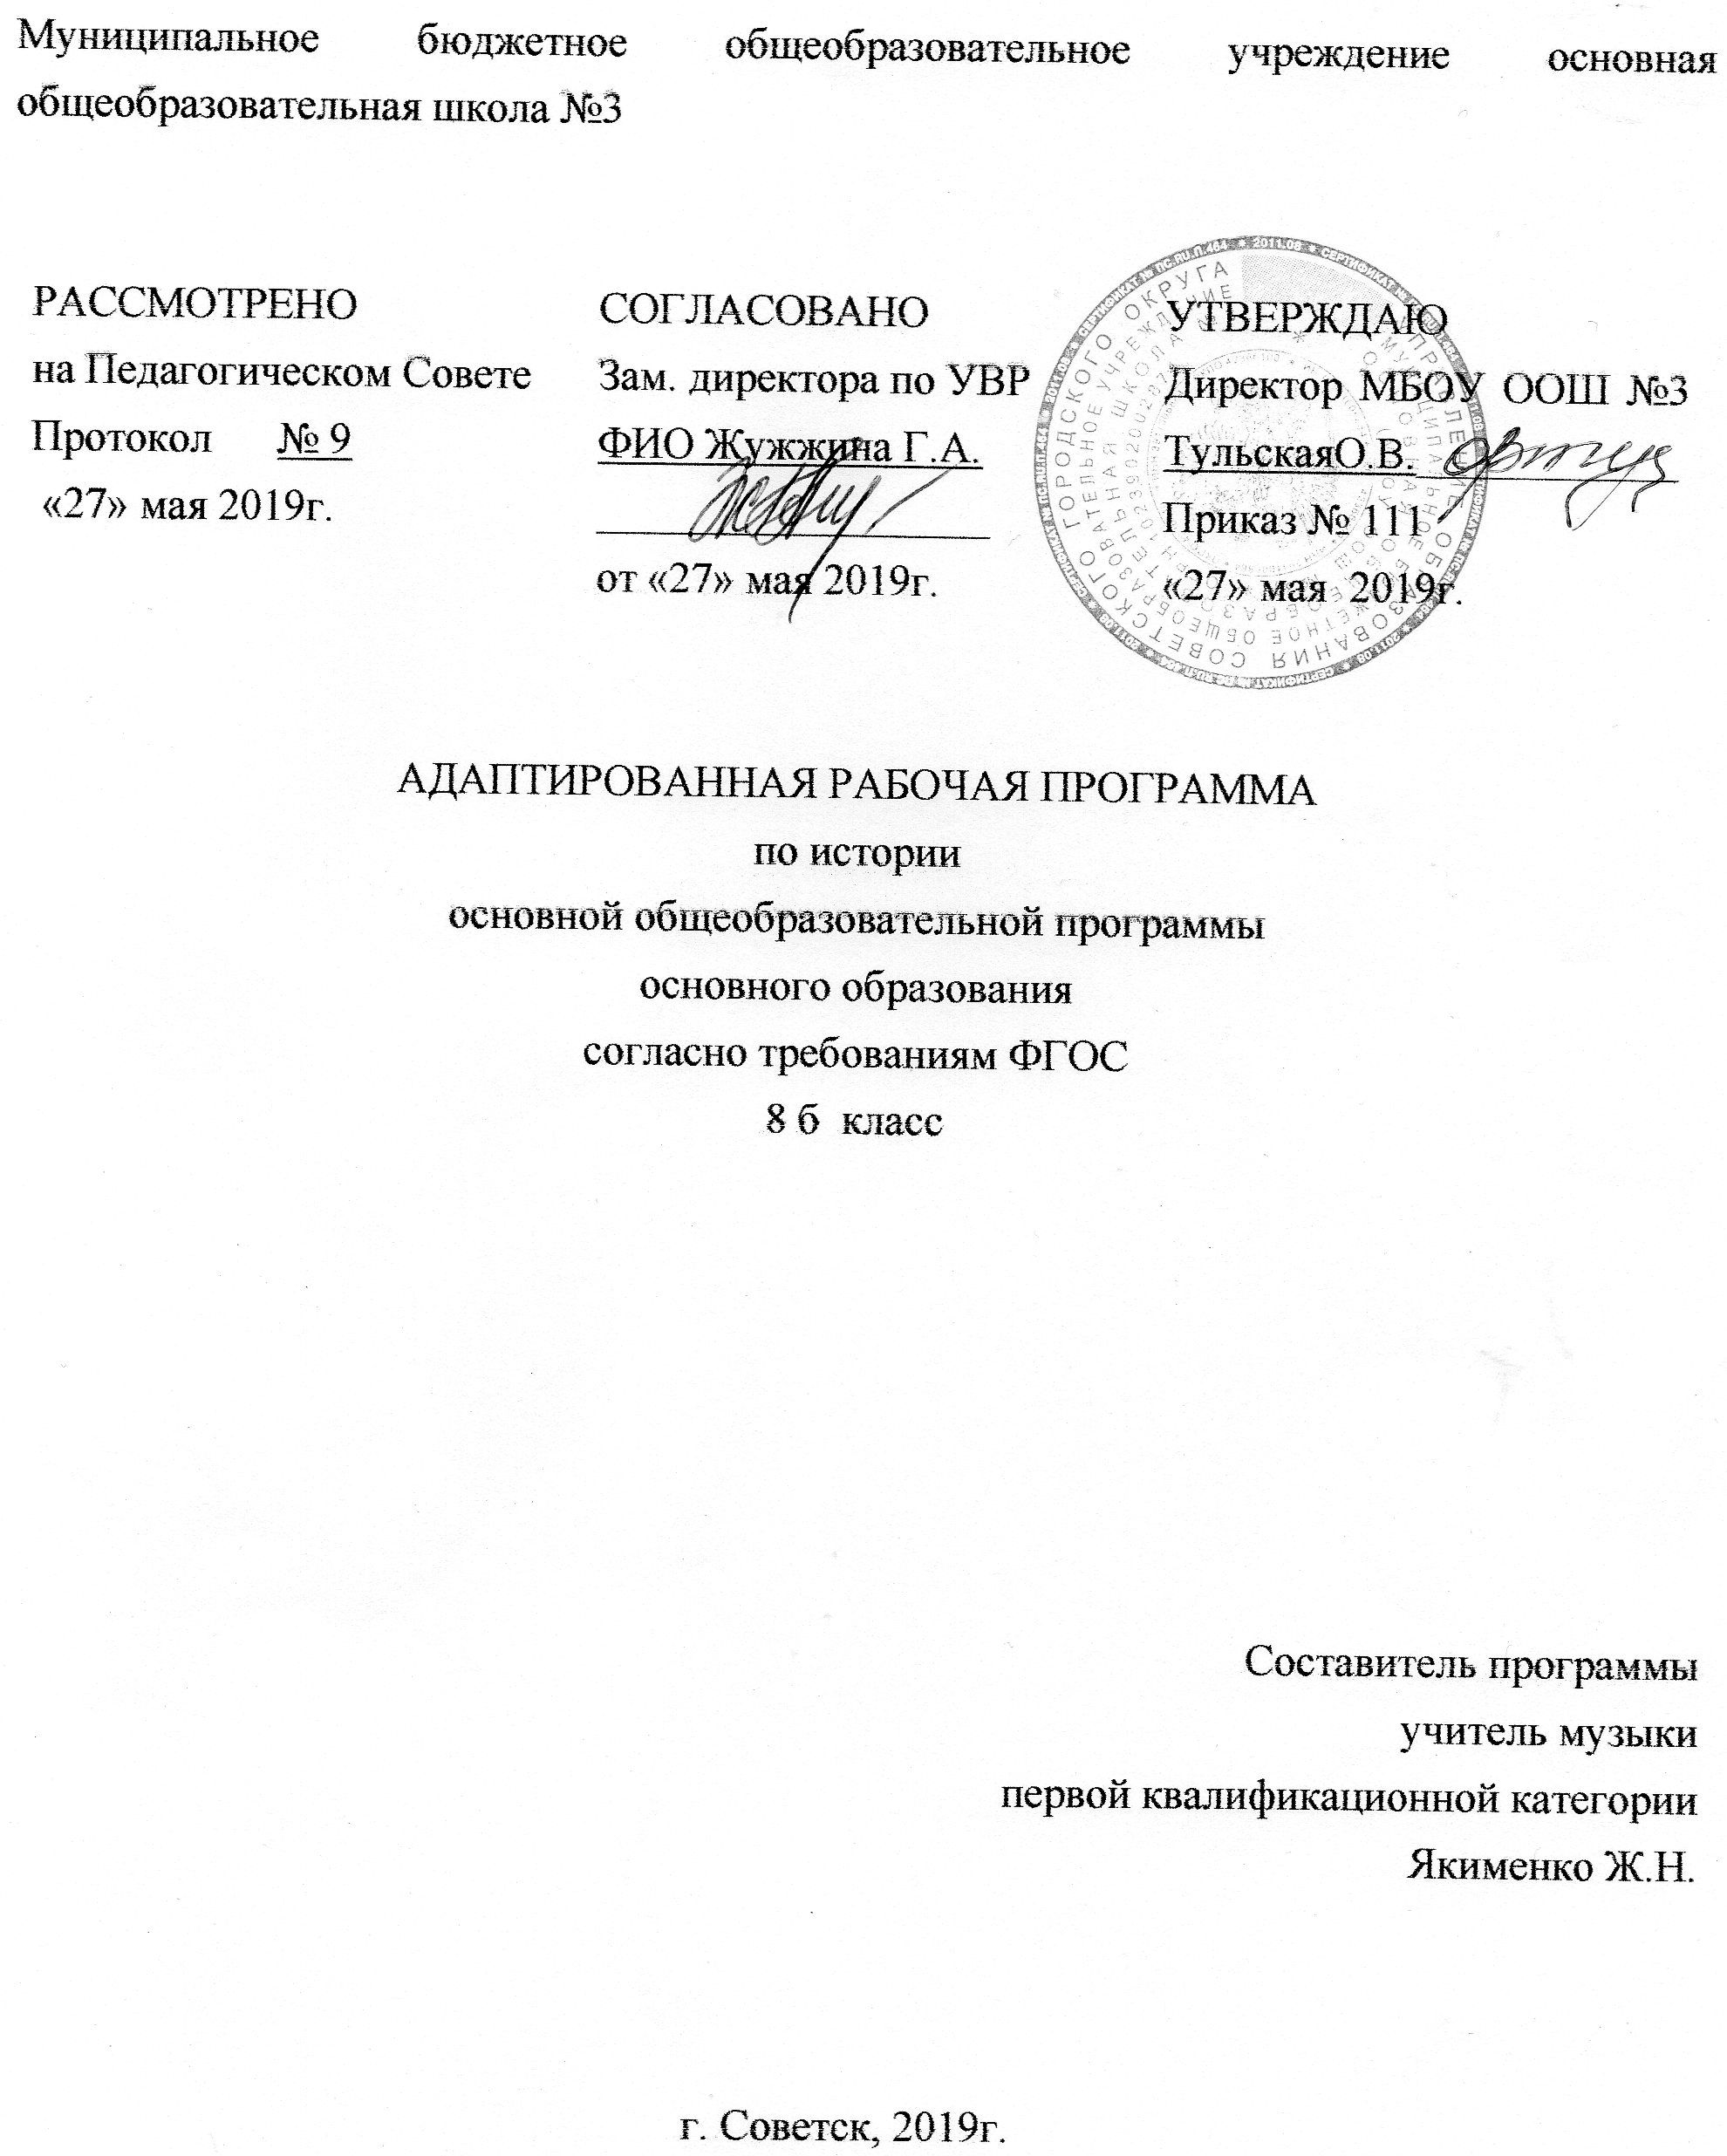 Муниципальное бюджетное общеобразовательное учреждение основная
общеобразовательная школа №3
РАССМОТРЕНО
на Педагогическом Совете
Протокол № 9
«27» мая 2019г.
СОГЛАСОВАНО
Зам. директора по УВР
ФИО Жужжина Г.А.
от «27» мая 2019г.
УТВЕРЖДАЮ
Директор МБОУ ООШ №3
ТульскаяО.В.
Приказ № 111
«27» мая 2019г.
АДАПТИРОВАННАЯ РАБОЧАЯ ПРОГРАММА
по истории
основной общеобразовательной программы
основного образования
согласно требованиям ФГОС
8 б класс
Составитель программы
учитель музыки
первой квалификационной категории
Якименко Ж.Н.
г. Советск, 2019г.